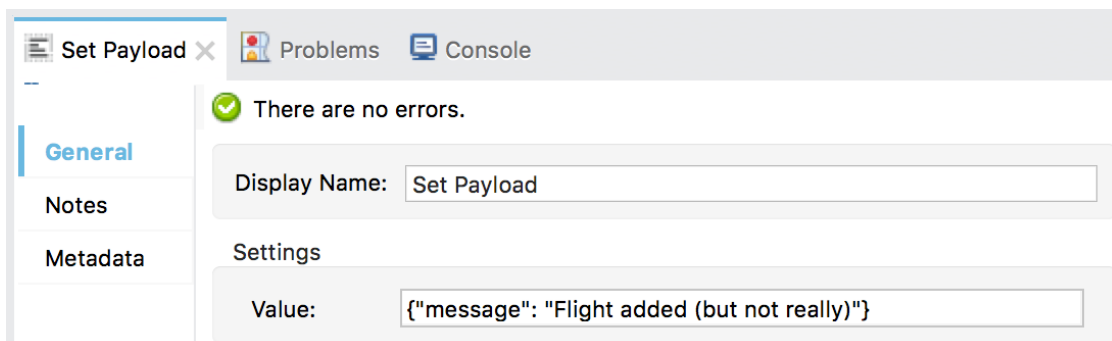 Set Payload Problems Console
There are no errors.
General
Display Name: Set Payload
Notes
Metadata
Settings
Value: {"message": "Flight added (but not really)"}